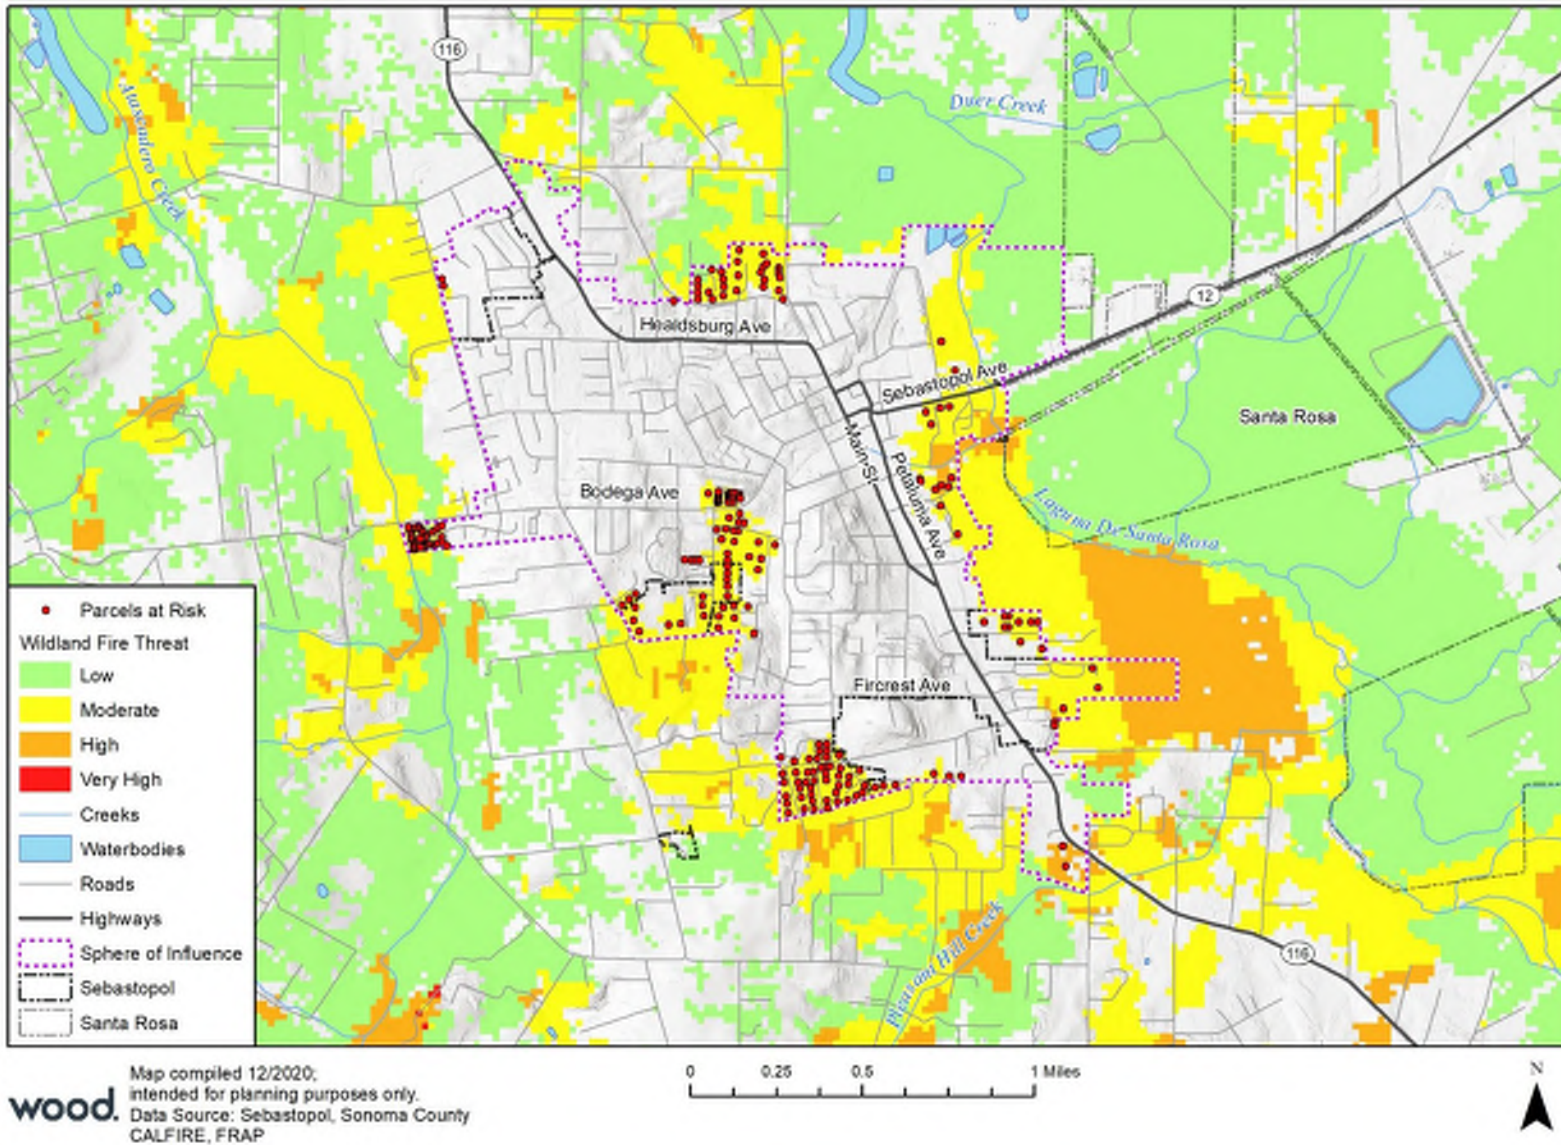 116
Atascadero Creek
Duer Creek
12
Healdsburg Ave
Sebastopol Ave
Santa Rosa
Main St
Petaluma Ave
Bodega Ave
Laguna De Santa Rosa
Fircrest Ave
Pleasant Hill Creek
116
Parcels at Risk
Wildland Fire Threat
Low
Moderate
High
Very High
Creeks
Waterbodies
Roads
Highways
Sphere of Influence
Sebastopol
Santa Rosa
wood.
Map compiled 12/2020;
intended for planning purposes only.
Data Source: Sebastopol, Sonoma County
CALFIRE, FRAP
0 0.25 0.5 1 Miles
N